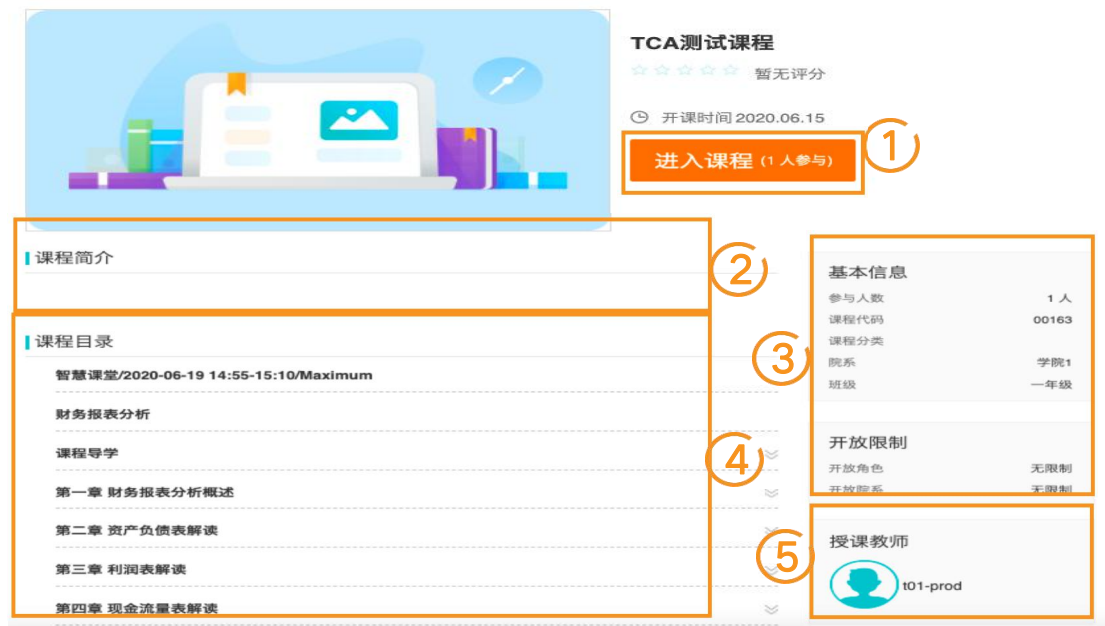 TCA测试课程
暂无评分
开课时间 2020.06.15
进入课程 (1 人参与)
①
课程简介
②
课程目录
智慧课堂/2020-06-19 14:55-15:10/Maximum
财务报表分析
课程导学
第一章 财务报表分析概述
第二章 资产负债表解读
第三章 利润表解读
第四章 现金流量表解读
④
③
基本信息
参与人数 1 人
课程代码 00163
课程分类
院系 学院1
班级 一年级
开放限制
开放角色 无限制
开放院系 无限制
⑤
授课教师
t01-prod